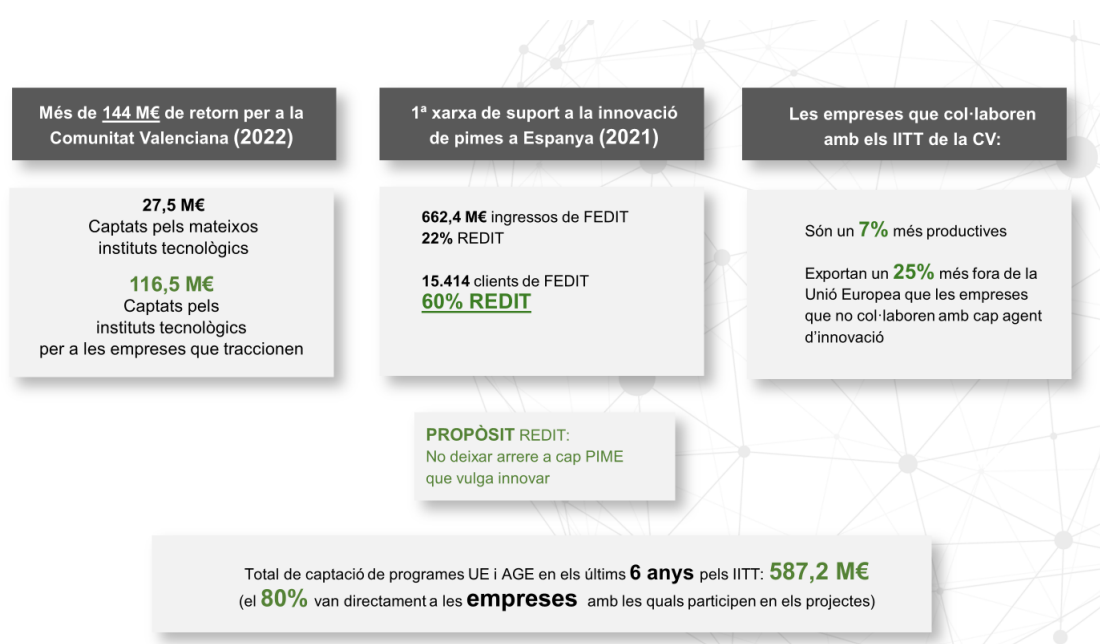 Més de 144 M€ de retorn per a la
Comunitat Valenciana (2022)
27,5 M€
Captats pels mateixos
instituts tecnològics
116,5 M€
Captats pels
instituts tecnològics
per a les empreses que traccionen
1ª xarxa de suport a la innovació
de pimes a Espanya (2021)
662,4 M€ ingressos de FEDIT
22% REDIT
15.414 clients de FEDIT
60% REDIT
Les empreses que col·laboren
amb els IITT de la CV:
Són un 7% més productives
Exportan un 25% més fora de la
Unió Europea que les empreses
que no col·laboren amb cap agent
d’innovació
PROPÒSIT REDIT:
No deixar arrere a cap PIME
que vulga innovar
Total de captació de programes UE i AGE en els últims 6 anys pels IITT: 587,2 M€
(el 80% van directament a les empreses amb les quals participen en els projectes)